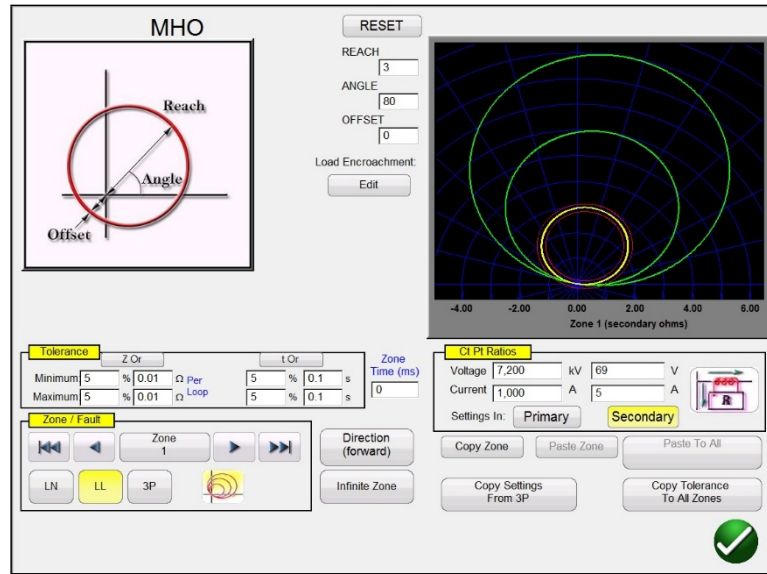 MHO
RESET
REACH
3
ANGLE
80
OFFSET
0
Load Encroachment:
Edit
Reach
Angle
Offset
-4.00 -2.00 0.00 2.00 4.00 6.00
Zone 1 (secondary ohms)
Tolerance
Z Or t Or
Minimum 5 % 0.01 Ω Per 5 % 0.1 s
Maximum 5 % 0.01 Ω Loop 5 % 0.1 s
Zone
Time (ms)
0
Ct Pt Ratios
Voltage 7,200 kV 69 V
Current 1,000 A 5 A
R
Settings In: Primary Secondary
Zone / Fault
Zone
1
LN LL 3P
Direction
(forward)
Infinite Zone
Copy Zone Paste Zone Paste To All
Copy Settings
From 3P
Copy Tolerance
To All Zones